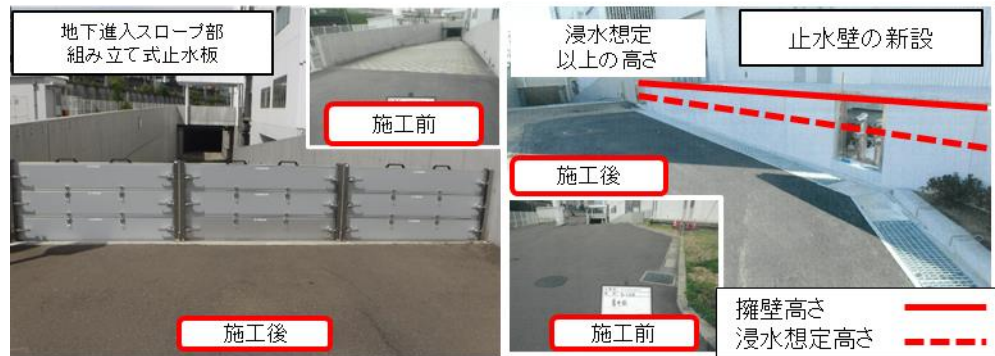 地下進入スロープ部
組み立て式止水板
施工前
施工後
浸水想定
以上の高さ
止水壁の新設
施工後
施工前
擁壁高さ
浸水想定高さ